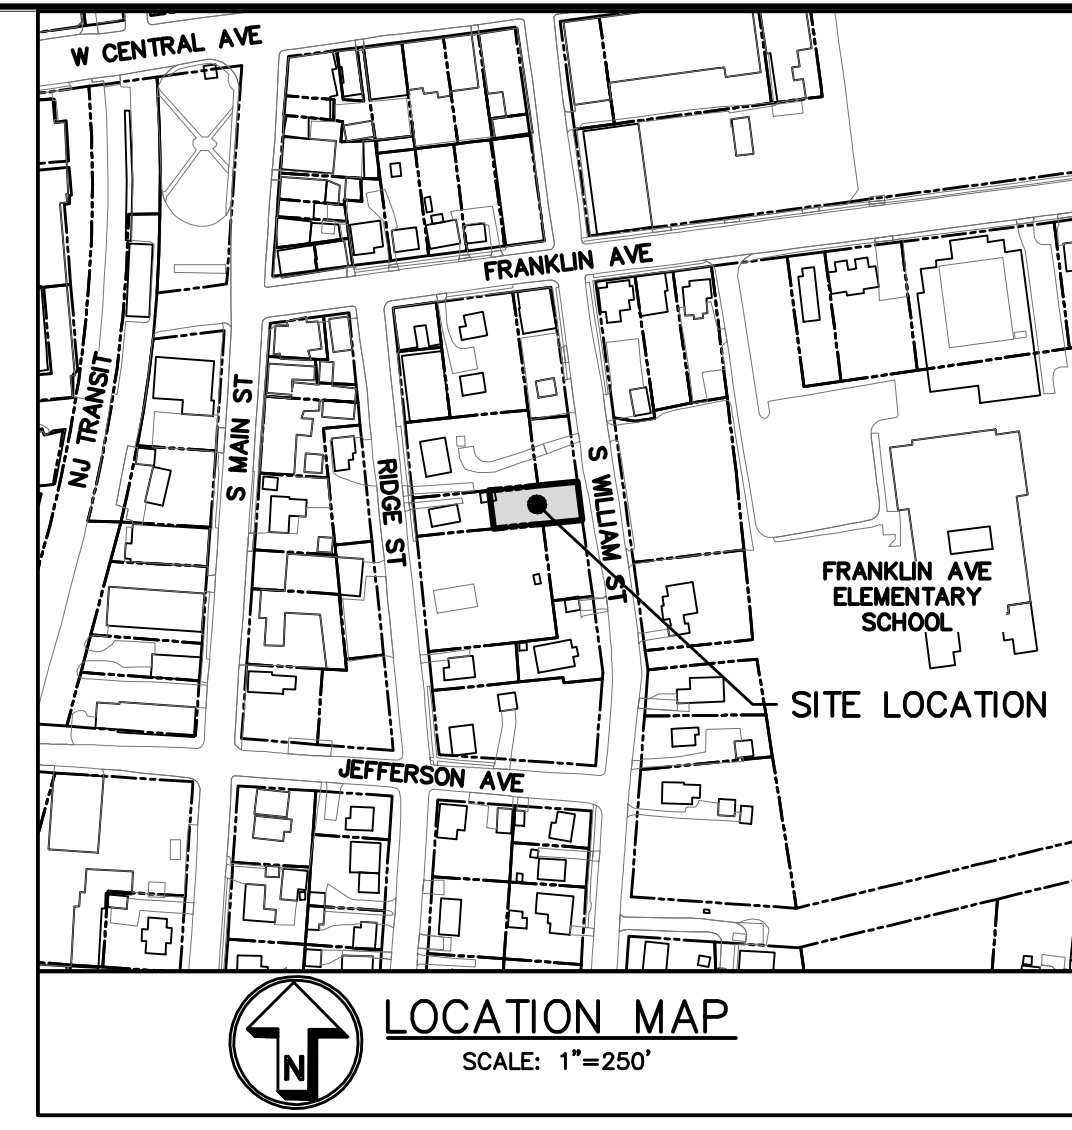 W CENTRAL AVE
FRANKLIN AVE
NJ TRANSIT
S MAIN ST
RIDGE ST
S WILLIAM ST
FRANKLIN AVE
ELEMENTARY
SCHOOL
SITE LOCATION
JEFFERSON AVE
LOCATION MAP
SCALE: 1"=250'
N